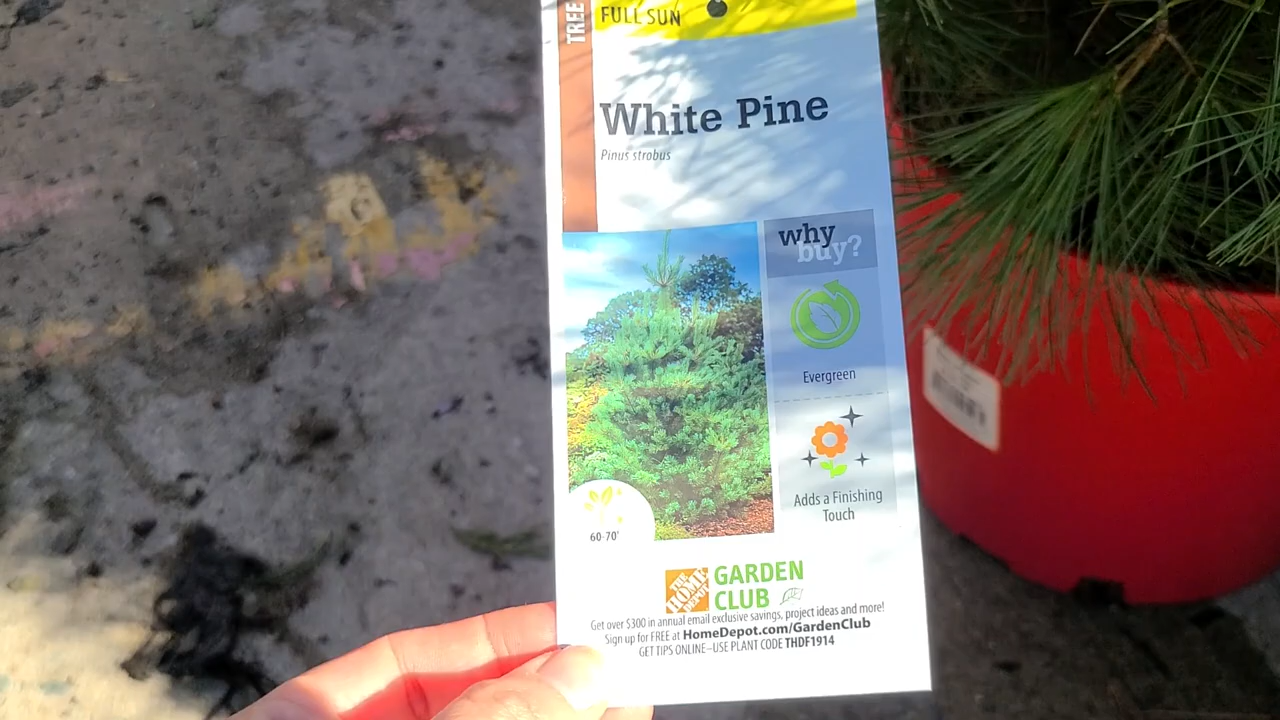 TREE
FULL SUN
White Pine
Pinus strobus
why
buy?
Evergreen
Adds a Finishing
Touch
60-70'
THE
HOME
DEPOT
GARDEN
CLUB
Get over $300 in annual email exclusive savings, project ideas and more!
Sign up for FREE at HomeDepot.com/GardenClub
GET TIPS ONLINE–USE PLANT CODE THDF1914